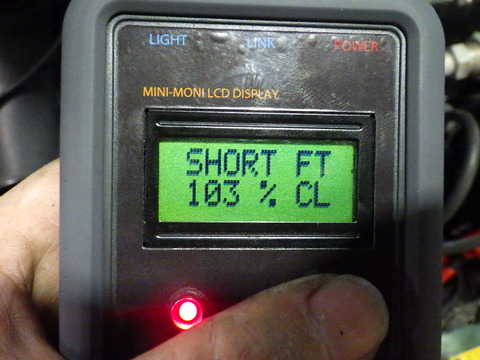 LIGHT LINK POWER
MINI-MONI LCD DISPLAY
SHORT FT
103 % CL